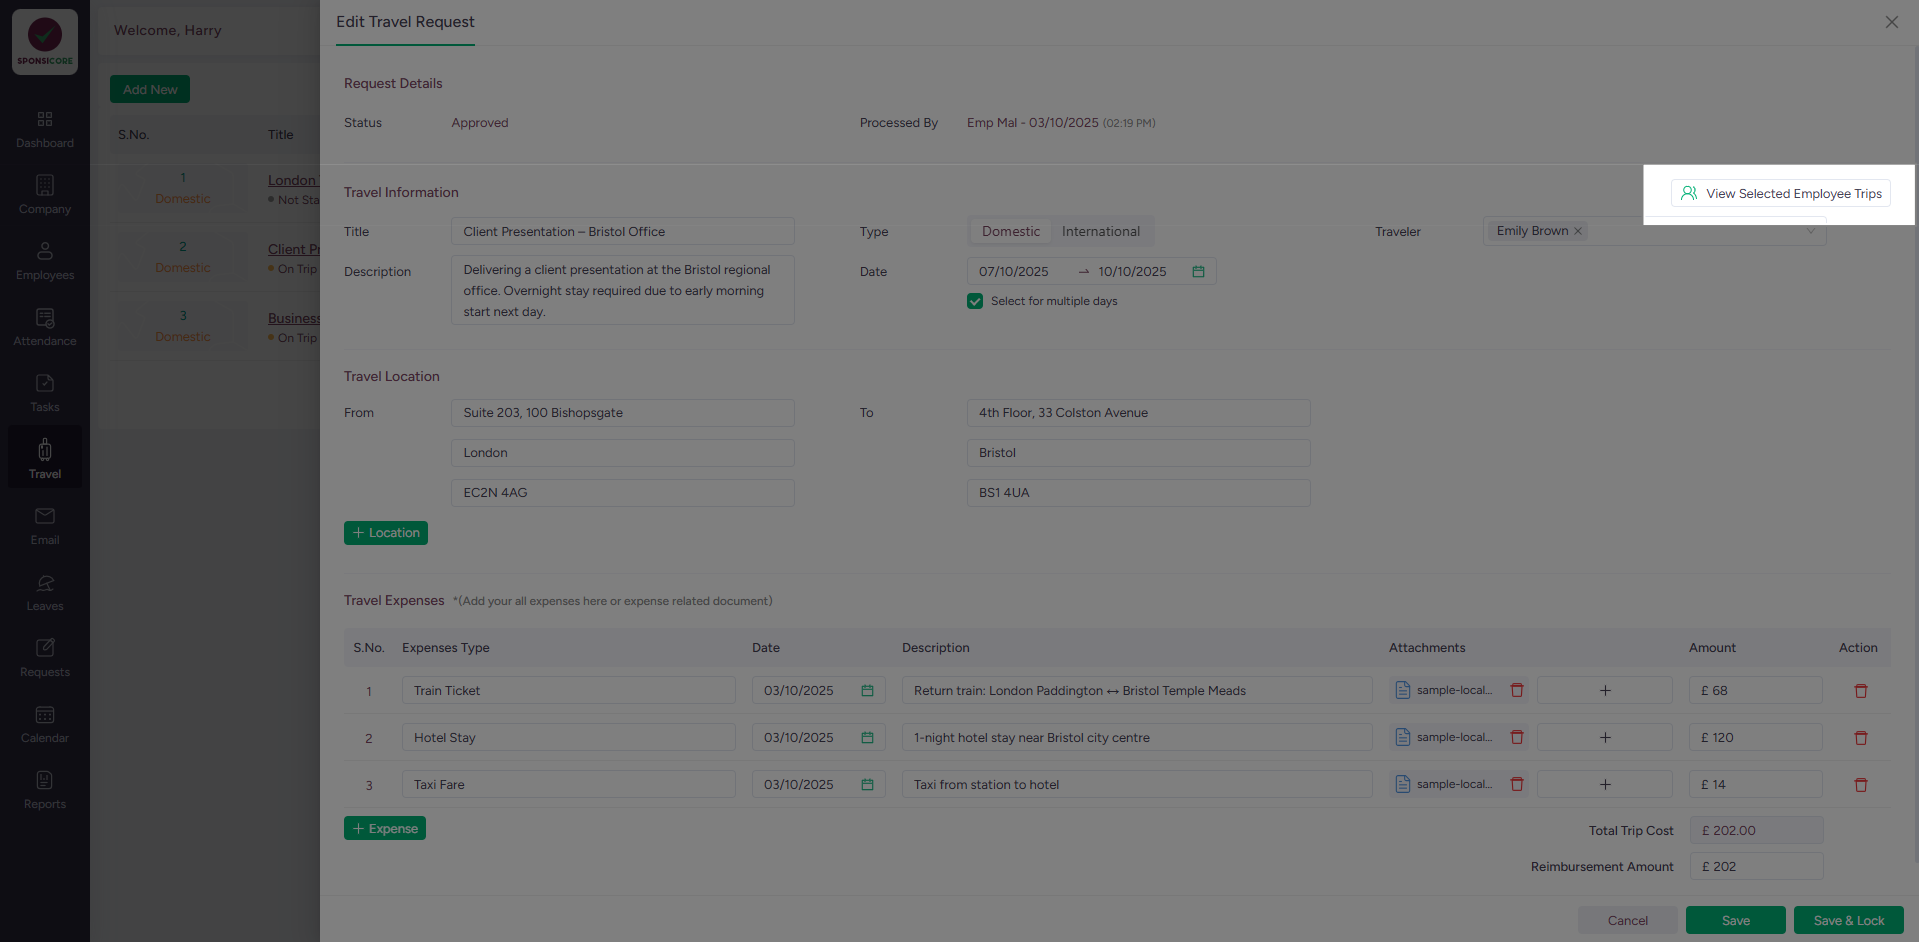 SPONSICORE
Dashboard
Company
Employees
Attendance
Tasks
Travel
Email
Leaves
Requests
Calendar
Reports
Welcome, Harry
Add New
S.No. Title
1 London
Domestic Not Sta
2 Client Pr
Domestic On Trip
3 Business
Domestic On Trip
Edit Travel Request
Request Details
Status Approved Processed By Emp Mal - 03/10/2025 (02:19 PM)
Travel Information View Selected Employee Trips
Title Client Presentation – Bristol Office Type Domestic International Traveler Emily Brown
Description Delivering a client presentation at the Bristol regional
office. Overnight stay required due to early morning
start next day.
Date 07/10/2025 → 10/10/2025
Select for multiple days
Travel Location
From Suite 203, 100 Bishopsgate To 4th Floor, 33 Colston Avenue
London Bristol
EC2N 4AG BS1 4UA
+ Location
Travel Expenses *(Add your all expenses here or expense related document)
S.No. Expenses Type Date Description Attachments Amount Action
1 Train Ticket 03/10/2025 Return train: London Paddington ↔ Bristol Temple Meads sample-local... + £ 68
2 Hotel Stay 03/10/2025 1-night hotel stay near Bristol city centre sample-local... + £ 120
3 Taxi Fare 03/10/2025 Taxi from station to hotel sample-local... + £ 14
+ Expense Total Trip Cost £ 202.00
Reimbursement Amount £ 202
Cancel Save Save & Lock